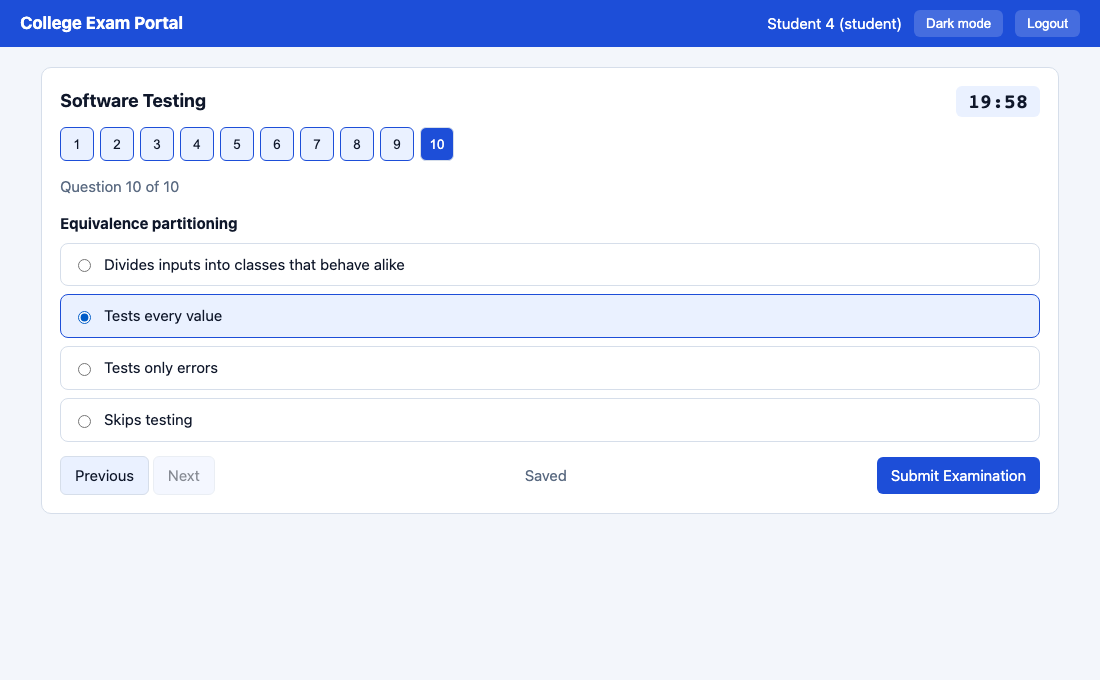 College Exam Portal
Student 4 (student)
Dark mode
Logout
Software Testing
19:58
1 2 3 4 5 6 7 8 9 10
Question 10 of 10
Equivalence partitioning
Divides inputs into classes that behave alike
Tests every value
Tests only errors
Skips testing
Previous
Next
Saved
Submit Examination